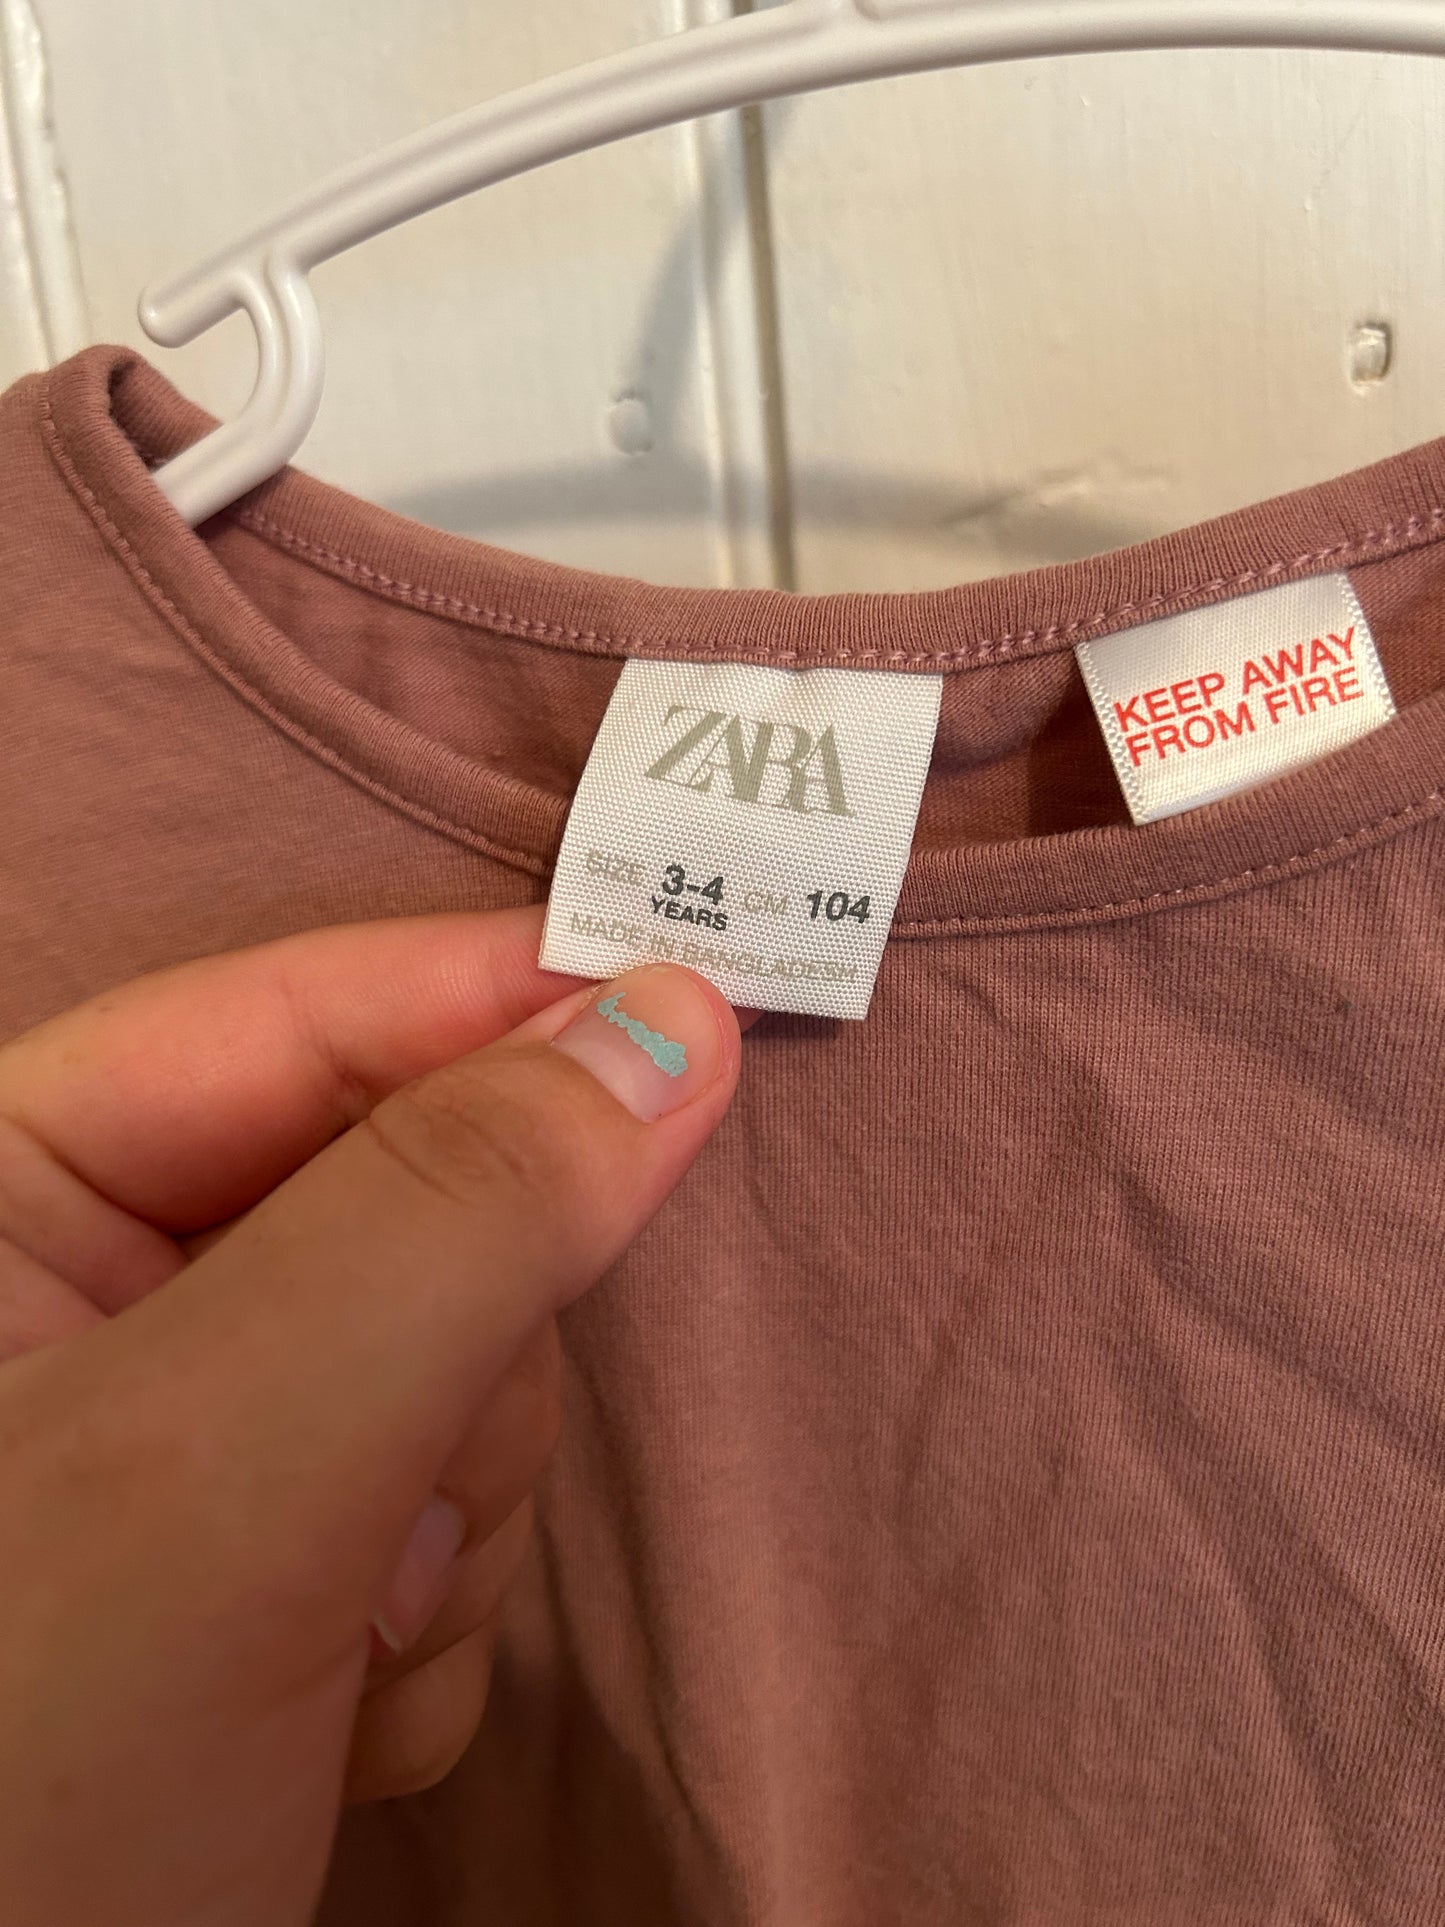 ZARA
SIZE 3-4 YEARS CM 104
MADE IN BANGLADESH
KEEP AWAY
FROM FIRE